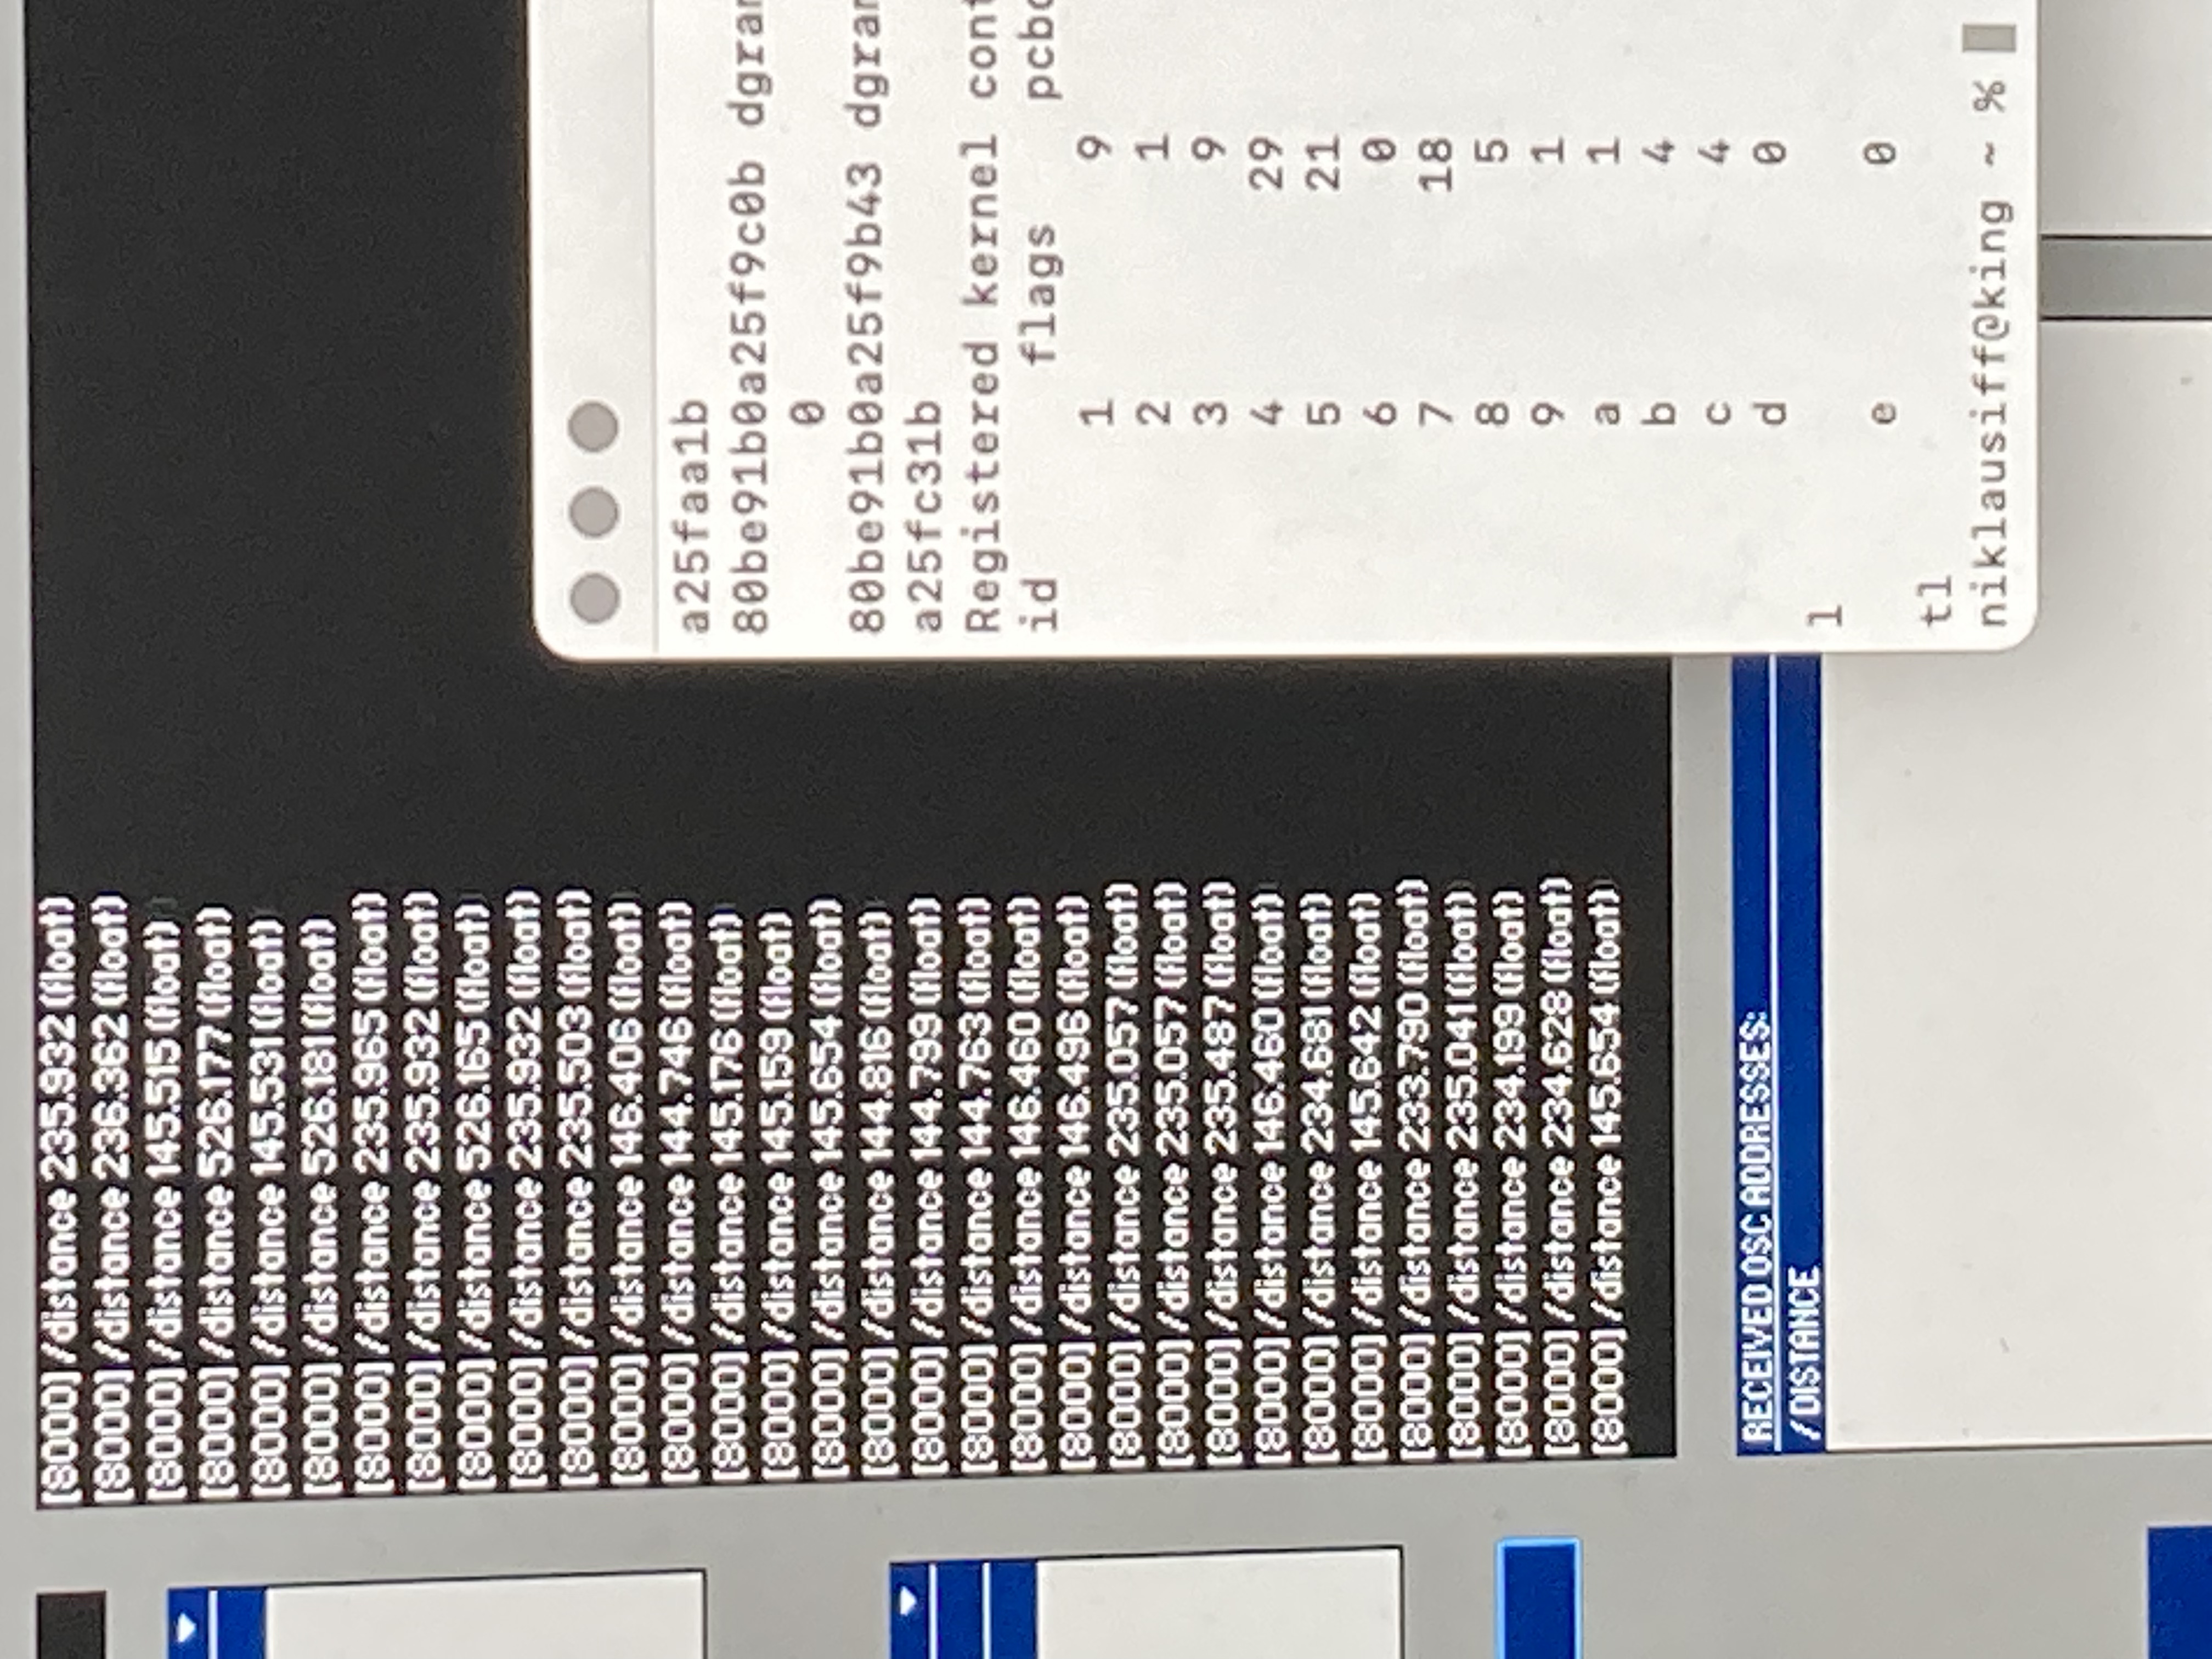 [8000] /distance 235.932 (float)
[8000] /distance 236.362 (float)
[8000] /distance 145.515 (float)
[8000] /distance 526.177 (float)
[8000] /distance 145.531 (float)
[8000] /distance 526.181 (float)
[8000] /distance 235.965 (float)
[8000] /distance 235.932 (float)
[8000] /distance 526.165 (float)
[8000] /distance 235.932 (float)
[8000] /distance 235.503 (float)
[8000] /distance 146.406 (float)
[8000] /distance 144.746 (float)
[8000] /distance 145.176 (float)
[8000] /distance 145.159 (float)
[8000] /distance 145.654 (float)
[8000] /distance 144.816 (float)
[8000] /distance 144.799 (float)
[8000] /distance 144.763 (float)
[8000] /distance 146.460 (float)
[8000] /distance 146.496 (float)
[8000] /distance 235.057 (float)
[8000] /distance 235.057 (float)
[8000] /distance 235.487 (float)
[8000] /distance 146.460 (float)
[8000] /distance 234.681 (float)
[8000] /distance 145.642 (float)
[8000] /distance 233.790 (float)
[8000] /distance 235.041 (float)
[8000] /distance 234.199 (float)
[8000] /distance 234.628 (float)
[8000] /distance 145.654 (float)
RECEIVED OSC ADDRESSES:
/DISTANCE
a25faa1b
80be91b0a25f9c0b dgra
0
80be91b0a25f9b43 dgra
a25fc31b
Registered kernel cont
id flags pcbc
1 9
2 1
3 9
4 29
5 21
6 0
7 18
8 5
9 1
a 1
b 4
c 4
d 0
l
e 0
tl
niklausiff@king ~ %